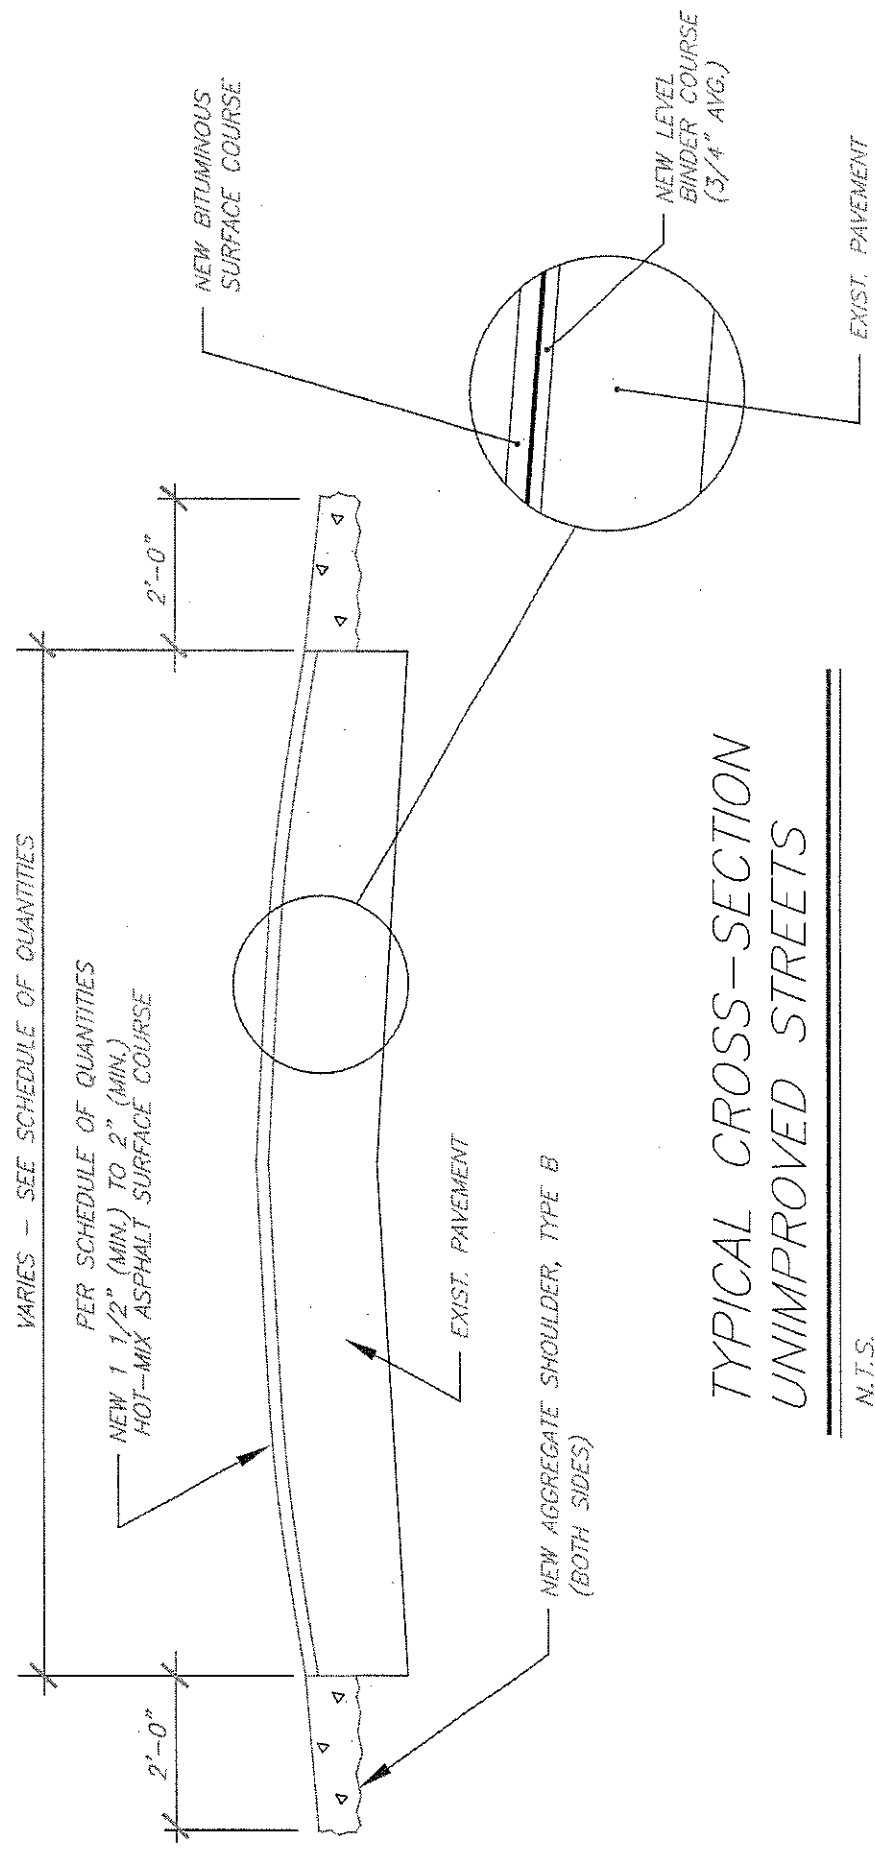 VARIES - SEE SCHEDULE OF QUANTITIES
2'-0"
2'-0"
PER SCHEDULE OF QUANTITIES
NEW 1 1/2" (MIN.) TO 2" (MIN.)
HOT-MIX ASPHALT SURFACE COURSE
NEW BITUMINOUS
SURFACE COURSE
EXIST. PAVEMENT
NEW AGGREGATE SHOULDER, TYPE B
(BOTH SIDES)
NEW LEVEL
BINDER COURSE
(3/4" AVG.)
EXIST. PAVEMENT
TYPICAL CROSS-SECTION
UNIMPROVED STREETS
N.T.S.